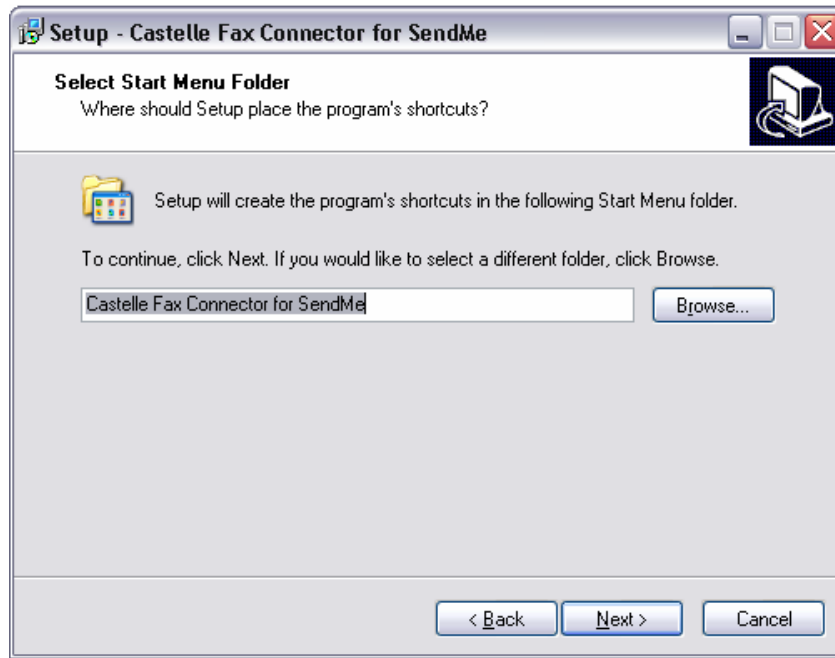 Setup - Castelle Fax Connector for SendMe
Select Start Menu Folder
Where should Setup place the program's shortcuts?
Setup will create the program's shortcuts in the following Start Menu folder.
To continue, click Next. If you would like to select a different folder, click Browse.
Castelle Fax Connector for SendMe
Browse...
< Back
Next >
Cancel